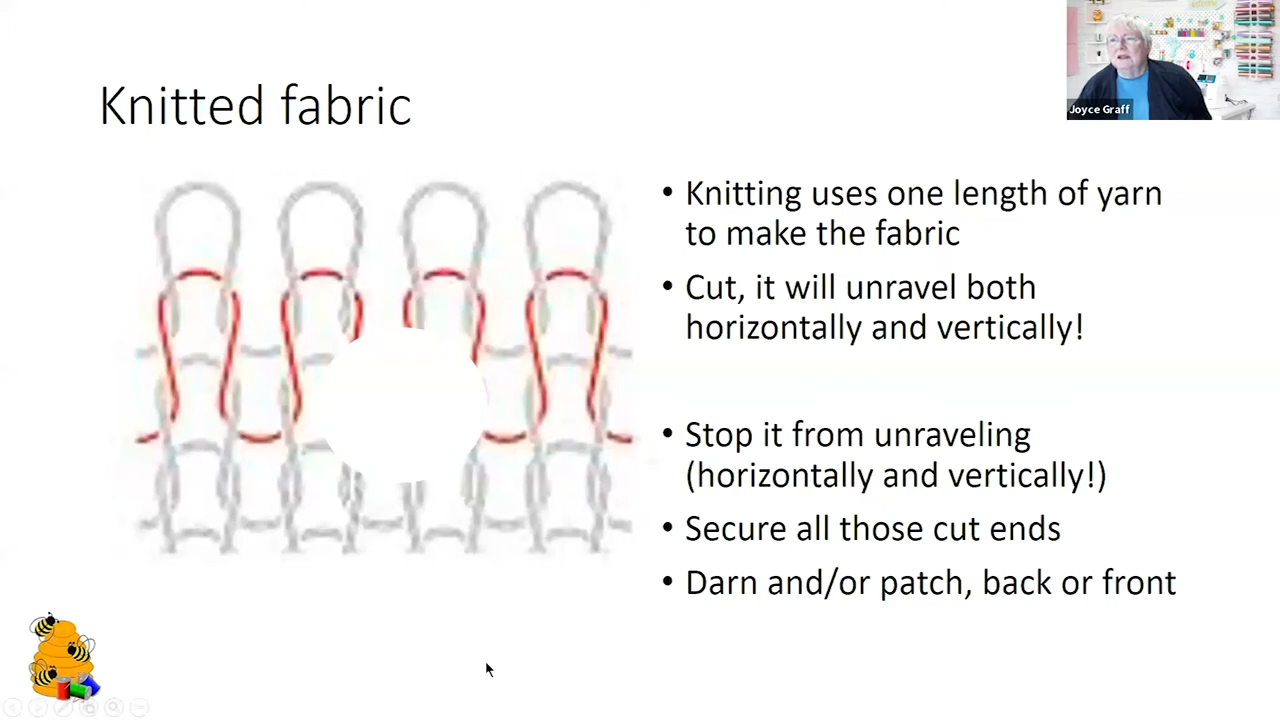 Joyce Graff
Knitted fabric
• Knitting uses one length of yarn
to make the fabric
• Cut, it will unravel both
horizontally and vertically!
• Stop it from unraveling
(horizontally and vertically!)
• Secure all those cut ends
• Darn and/or patch, back or front